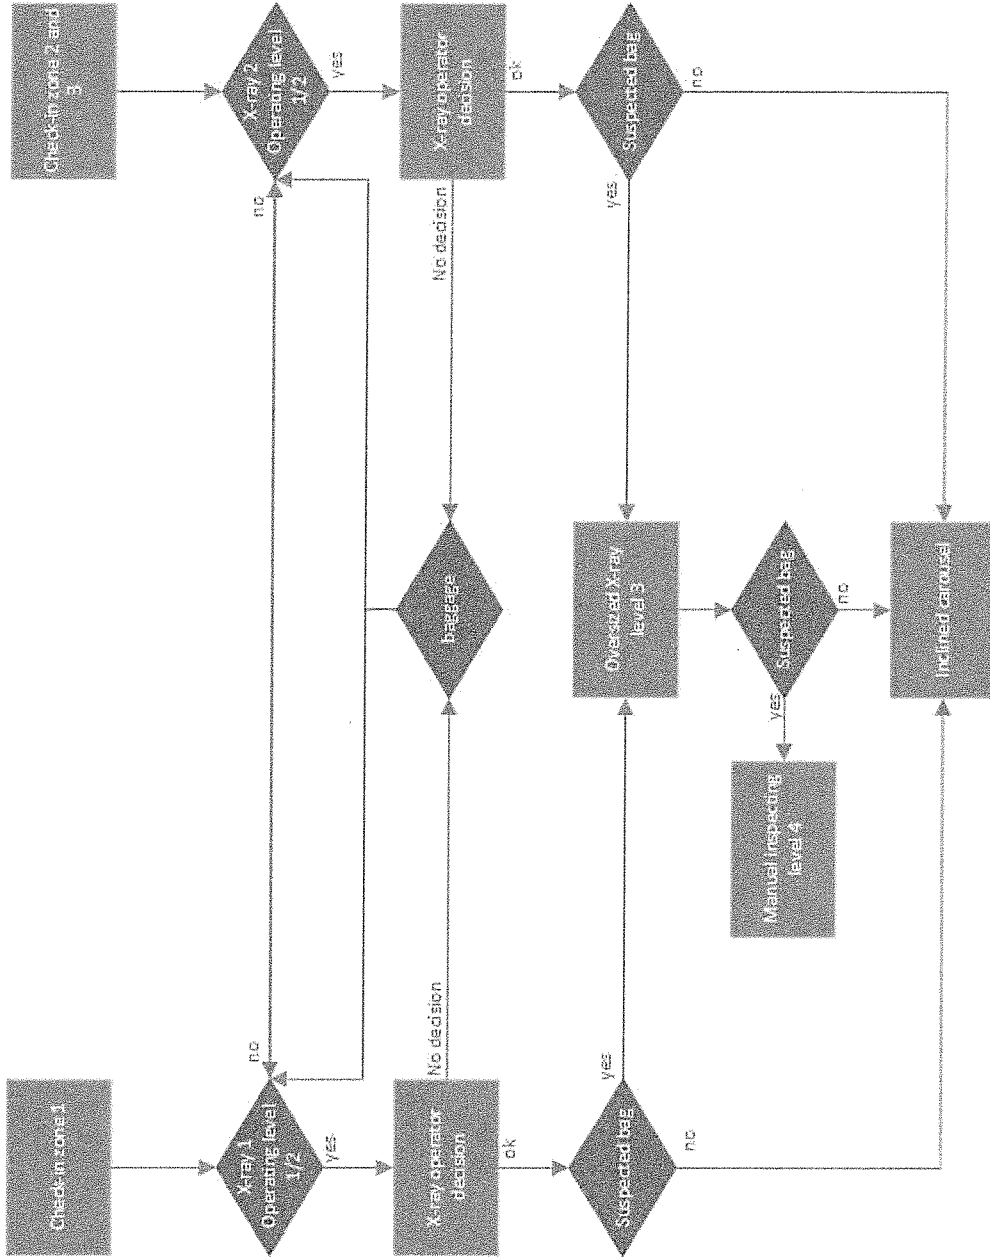 Check-in zone 1
X-ray 1
Operating level
1/2
no
yes
X-ray operator
decision
No decision
ok
Suspected bag
yes
no
Check-in zone 2 and
3
X-ray 2
Operating level
1/2
no
yes
X-ray operator
decision
No decision
ok
Suspected bag
yes
no
baggage
Oversized X-ray
level 3
Suspected bag
yes
no
Manual inspecting
level 4
Inclined carousel